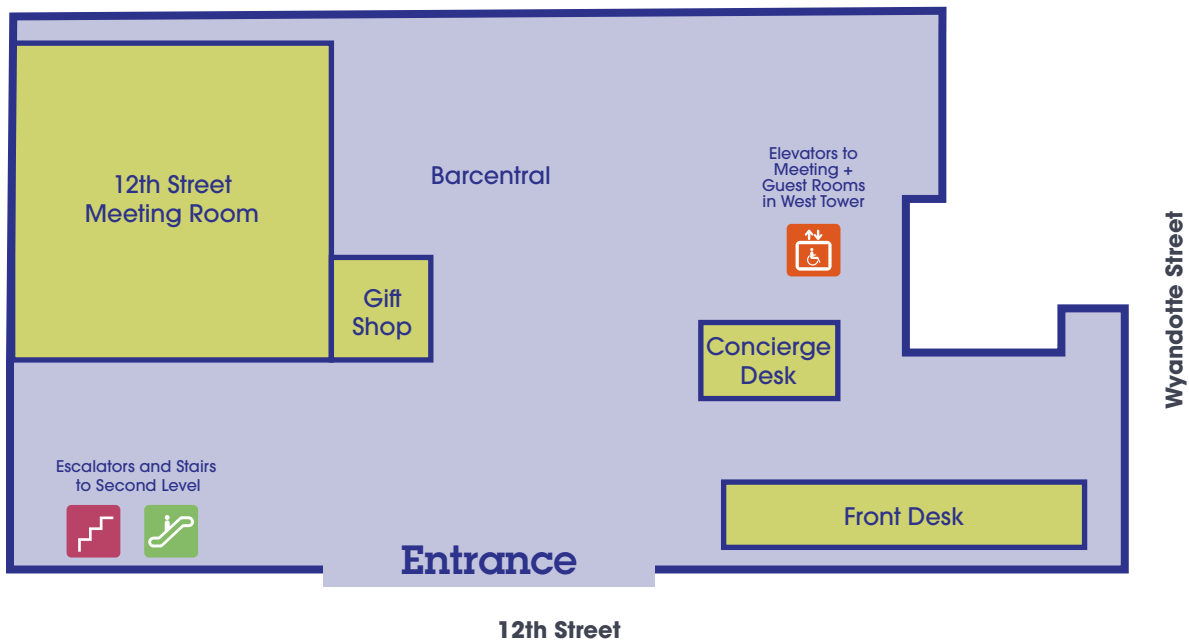 12th Street
Meeting Room
Barcentral
Elevators to
Meeting +
Guest Rooms
in West Tower
Gift
Shop
Concierge
Desk
Wyandotte Street
Escalators and Stairs
to Second Level
Front Desk
Entrance
12th Street